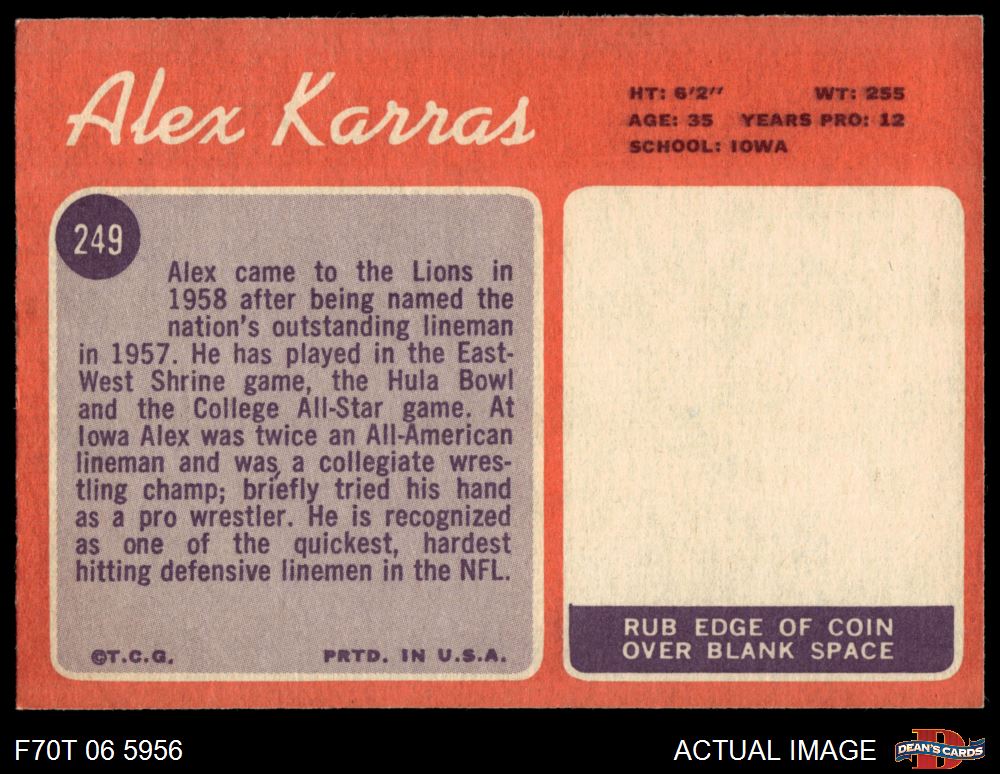 Alex Karras
HT: 6'2" WT: 255
AGE: 35 YEARS PRO: 12
SCHOOL: IOWA
249
Alex came to the Lions in
1958 after being named the
nation's outstanding lineman
in 1957. He has played in the East-
West Shrine game, the Hula Bowl
and the College All-Star game. At
Iowa Alex was twice an All-American
lineman and was a collegiate wres-
tling champ; briefly tried his hand
as a pro wrestler. He is recognized
as one of the quickest, hardest
hitting defensive linemen in the NFL.
©T.C.G. PRTD. IN U.S.A.
RUB EDGE OF COIN
OVER BLANK SPACE
F70T 06 5956
ACTUAL IMAGE
D
DEAN'S CARDS